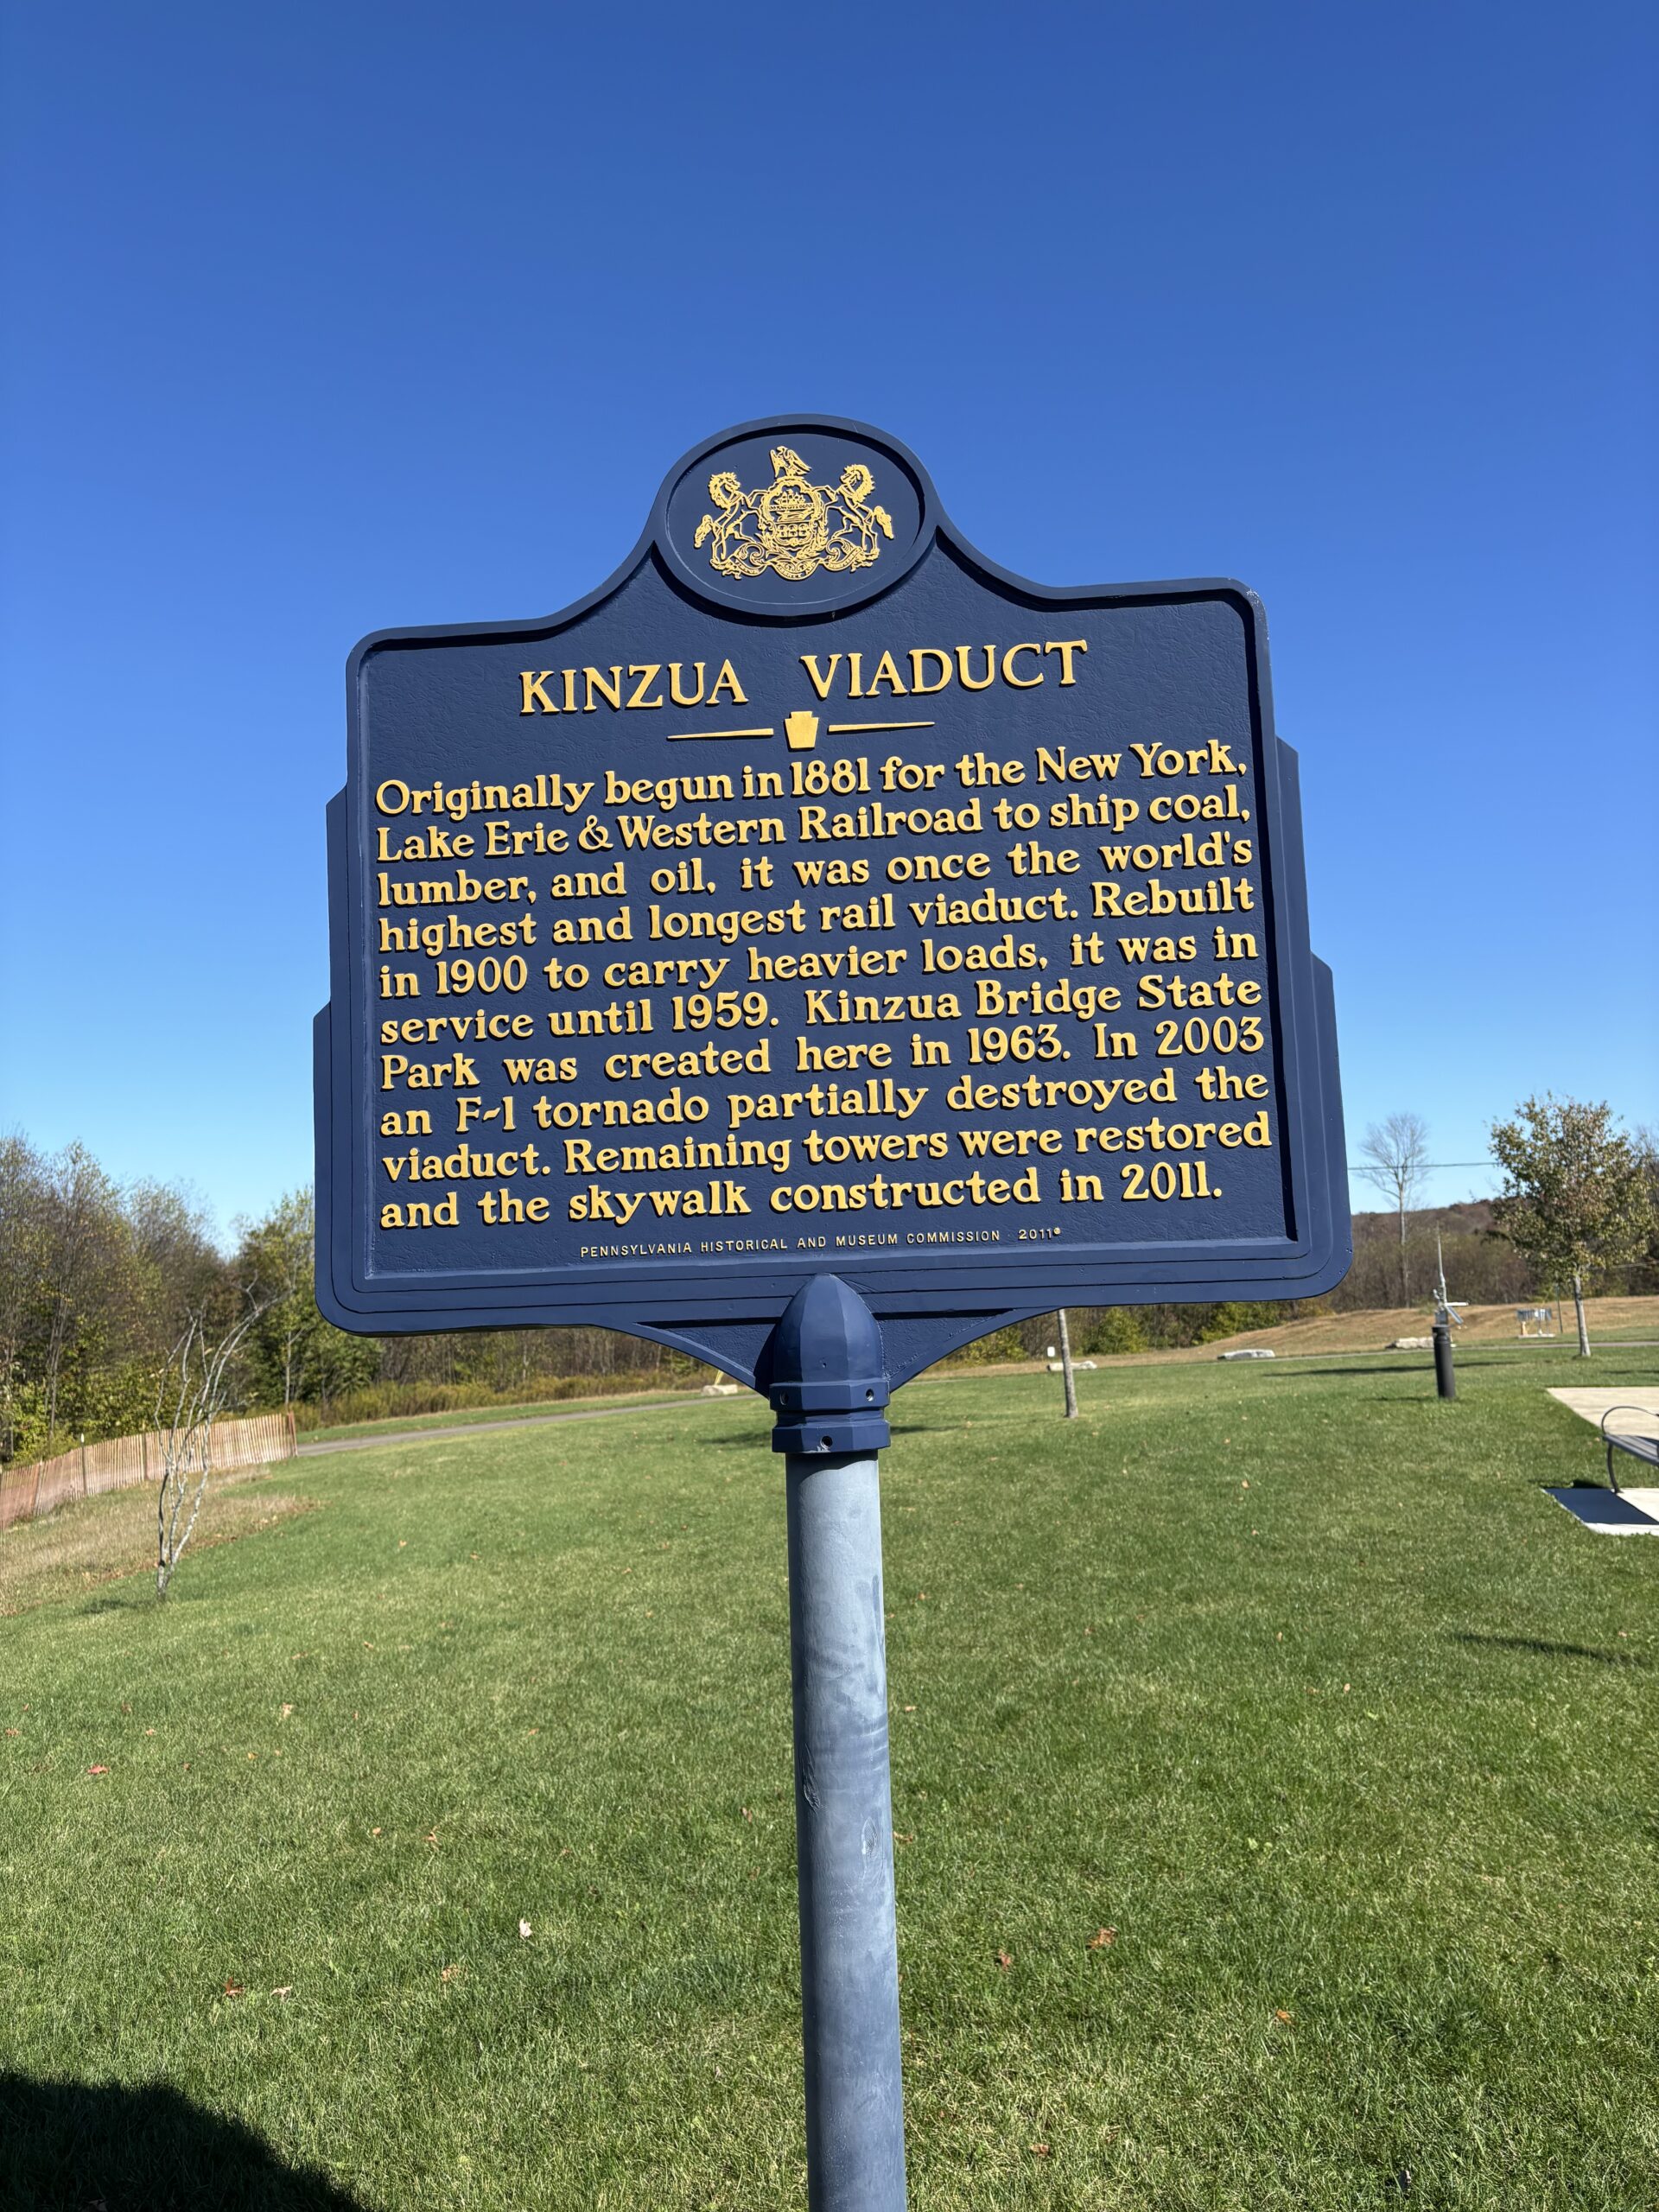 KINZUA VIADUCT
Originally begun in 1881 for the New York,
Lake Erie & Western Railroad to ship coal,
lumber, and oil, it was once the world's
highest and longest rail viaduct. Rebuilt
in 1900 to carry heavier loads, it was in
service until 1959. Kinzua Bridge State
Park was created here in 1963. In 2003
an F-1 tornado partially destroyed the
viaduct. Remaining towers were restored
and the skywalk constructed in 2011.
PENNSYLVANIA HISTORICAL AND MUSEUM COMMISSION 2011